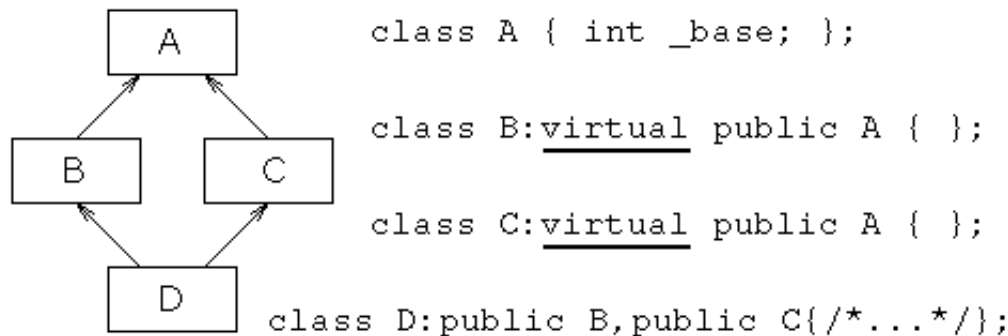 A
class A { int _base; };
class B:virtual public A { };
B
C
class C:virtual public A { };
D
class D:public B,public C{/*...*/};